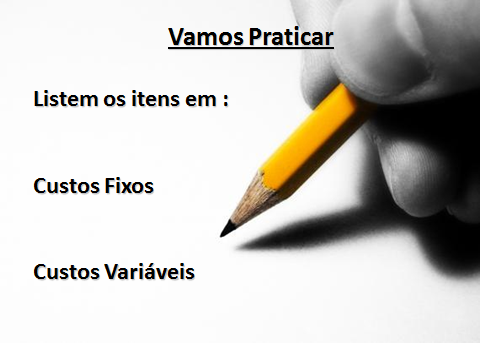 Vamos Praticar
Listem os itens em :
Custos Fixos
Custos Variáveis